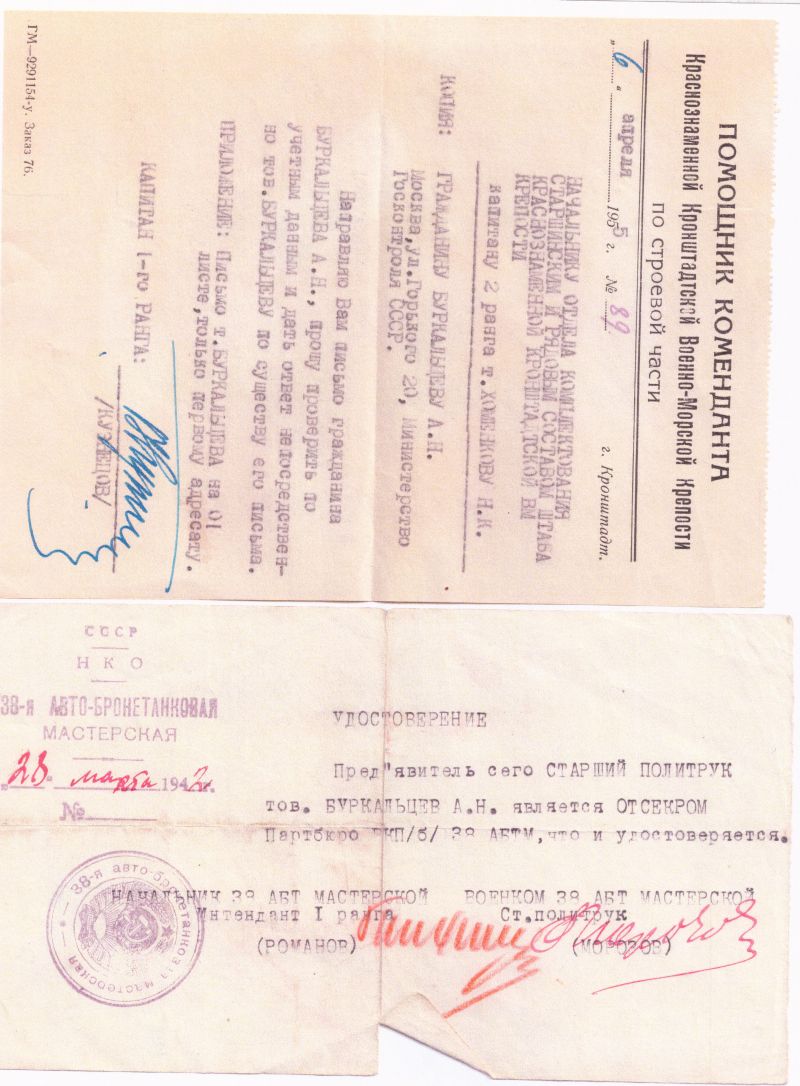 ПОМОЩНИК КОМЕНДАНТА
Краснознаменной Кронштадтской Военно-Морской Крепости
по строевой части
„6“ апреля 1955 г. № 89
г. Кронштадт.
НАЧАЛЬНИКУ ОТДЕЛА КОМПЛЕКТОВАНИЯ
СТАРШИНСКИМ И РЯДОВЫМ СОСТАВОМ ШТАБА
КРАСНОЗНАМЕННОЙ КРОНШТАДТСКОЙ ВМ
КРЕПОСТИ
капитану 2 ранга т. Н.К.
КОПИЯ: ГРАЖДАНИНУ БУРКАЛЬЦЕВУ А.Н.
Москва, ул. Горького 20, Министерство
Госконтроля СССР.
Направляю Вам письмо гражданина
БУРКАЛЬЦЕВА А.Н., прошу проверить по
учетным данным и дать ответ непосредствен-
но тов. БУРКАЛЬЦЕВУ по существу его письма.
ПРИЛОЖЕНИЕ: Письмо т. БУРКАЛЬЦЕВА на 01
листе, только первому адресату.
КАПИТАН 1-го РАНГА:
ГМ—9291154-у. Заказ 76.
СССР
НКО
38-я АВТО-БРОНЕТАНКОВАЯ
МАСТЕРСКАЯ
"28" марта 1942г.
№
УДОСТОВЕРЕНИЕ
Пред"явитель сего СТАРШИЙ ПОЛИТРУК
тов. БУРКАЛЬЦЕВ А.Н. является ОТСЕКРОМ
Партбюро ВКП/б/ 38 АБТМ, что и удостоверяется.
НАЧАЛЬНИК 38 АБТ МАСТЕРСКОЙ ВОЕНКОМ 38 АБТ МАСТЕРСКОЙ
Интендант I ранга Ст. политрук
(РОМАНОВ) (МОРОЗОВ)
38-я авто-бронетанковая мастерская